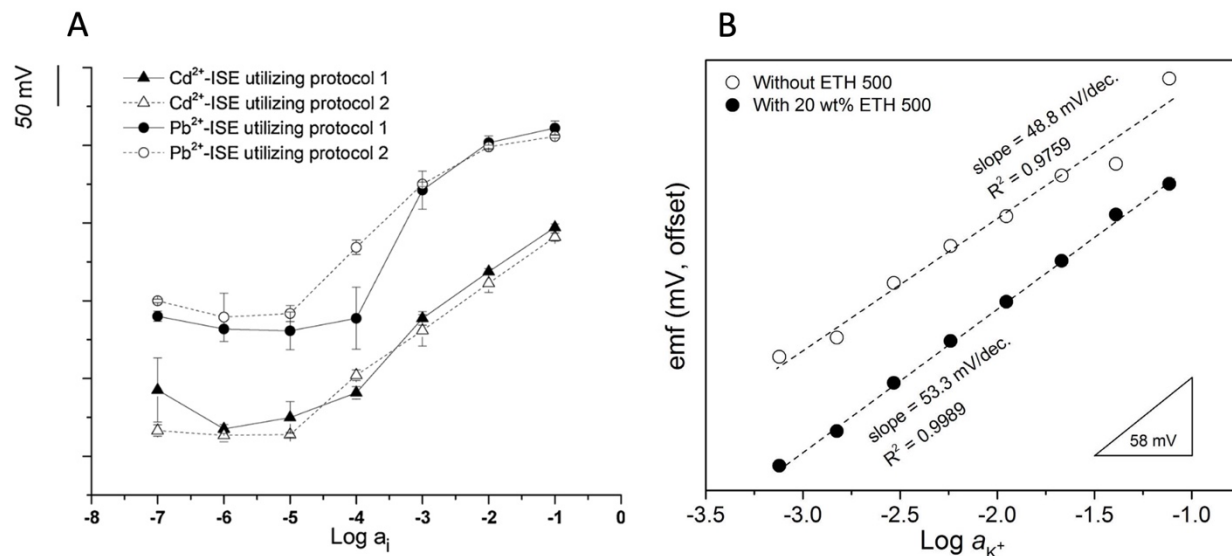 A
50 mV
Cd²⁺-ISE utilizing protocol 1
Cd²⁺-ISE utilizing protocol 2
Pb²⁺-ISE utilizing protocol 1
Pb²⁺-ISE utilizing protocol 2
-8 -7 -6 -5 -4 -3 -2 -1 0
Log aᵢ
B
Without ETH 500
With 20 wt% ETH 500
slope = 48.8 mV/dec.
R² = 0.9759
slope = 53.3 mV/dec.
R² = 0.9989
58 mV
emf (mV, offset)
-3.5 -3.0 -2.5 -2.0 -1.5 -1.0
Log a_K⁺